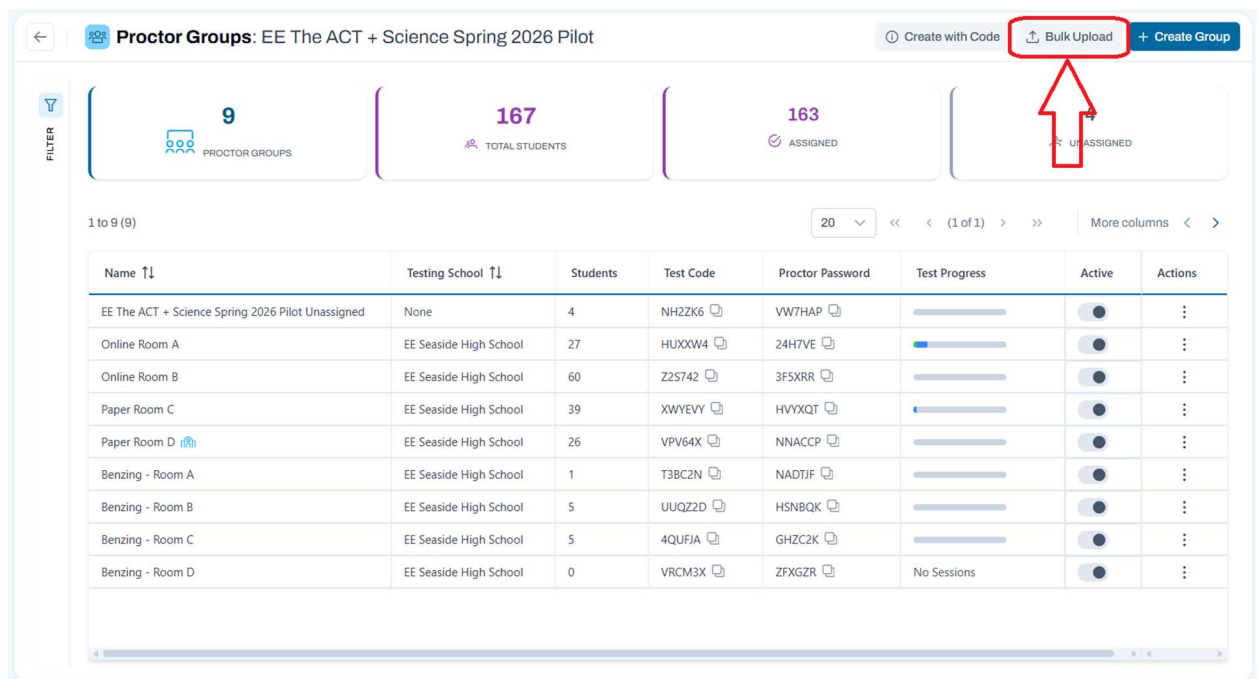 Proctor Groups: EE The ACT + Science Spring 2026 Pilot
Create with Code
Bulk Upload
+ Create Group
FILTER
9
PROCTOR GROUPS
167
TOTAL STUDENTS
163
ASSIGNED
4
UNASSIGNED
1 to 9 (9)
20
<< < (1 of 1) > >>
More columns < >
Name Testing School Students Test Code Proctor Password Test Progress Active Actions
EE The ACT + Science Spring 2026 Pilot Unassigned None 4 NH2ZK6 VW7HAP
Online Room A EE Seaside High School 27 HUXXW4 24H7VE
Online Room B EE Seaside High School 60 Z2S742 3F5XRR
Paper Room C EE Seaside High School 39 XWYEVY HVYXQT
Paper Room D EE Seaside High School 26 VPV64X NNACCP
Benzing - Room A EE Seaside High School 1 T3BC2N NADTJF
Benzing - Room B EE Seaside High School 5 UUQZ2D HSNBQK
Benzing - Room C EE Seaside High School 5 4QUFJA GHZC2K
Benzing - Room D EE Seaside High School 0 VRCM3X ZFXGZR No Sessions